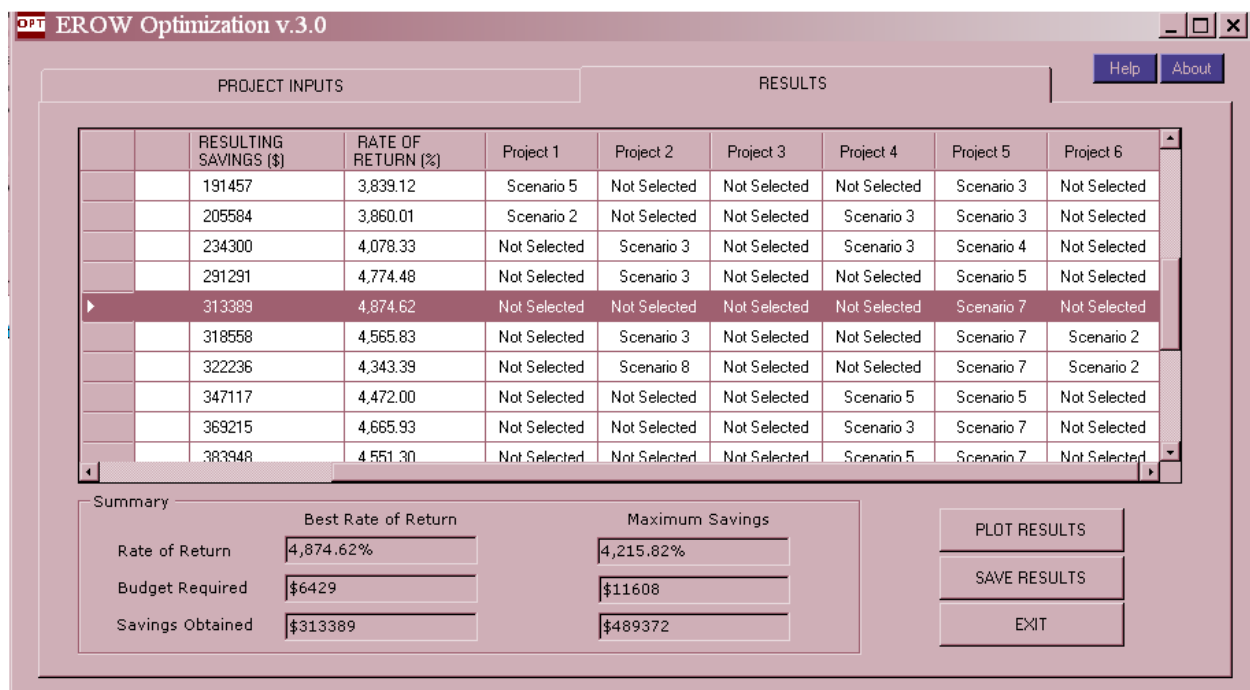 OPT EROW Optimization v.3.0
Help About
PROJECT INPUTS RESULTS
RESULTING SAVINGS ($) RATE OF RETURN (%) Project 1 Project 2 Project 3 Project 4 Project 5 Project 6
191457 3,839.12 Scenario 5 Not Selected Not Selected Not Selected Scenario 3 Not Selected
205584 3,860.01 Scenario 2 Not Selected Not Selected Scenario 3 Scenario 3 Not Selected
234300 4,078.33 Not Selected Scenario 3 Not Selected Scenario 3 Scenario 4 Not Selected
291291 4,774.48 Not Selected Scenario 3 Not Selected Not Selected Scenario 5 Not Selected
313389 4,874.62 Not Selected Not Selected Not Selected Not Selected Scenario 7 Not Selected
318558 4,565.83 Not Selected Scenario 3 Not Selected Not Selected Scenario 7 Scenario 2
322236 4,343.39 Not Selected Scenario 8 Not Selected Not Selected Scenario 7 Scenario 2
347117 4,472.00 Not Selected Not Selected Not Selected Scenario 5 Scenario 5 Not Selected
369215 4,665.93 Not Selected Not Selected Not Selected Scenario 3 Scenario 7 Not Selected
383948 4,551.30 Not Selected Not Selected Not Selected Scenario 5 Scenario 7 Not Selected
Summary
Best Rate of Return Maximum Savings
Rate of Return 4,874.62% 4,215.82%
Budget Required $6429 $11608
Savings Obtained $313389 $489372
PLOT RESULTS
SAVE RESULTS
EXIT